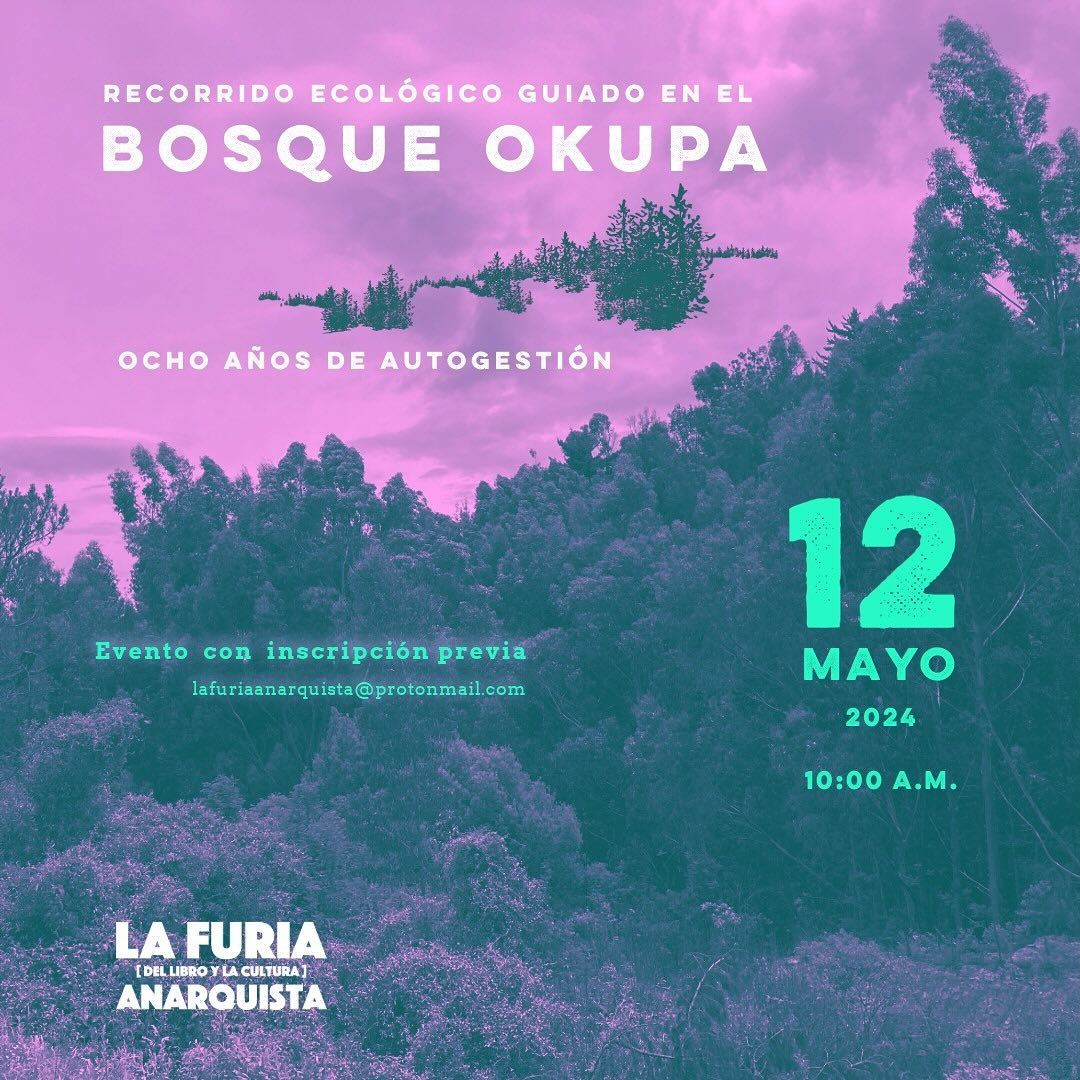 RECORRIDO ECOLÓGICO GUIADO EN EL
BOSQUE OKUPA
OCHO AÑOS DE AUTOGESTIÓN
12
MAYO
2024
10:00 A.M.
Evento con inscripción previa
lafuriaanarquista@protonmail.com
LA FURIA
[ DEL LIBRO Y LA CULTURA ]
ANARQUISTA